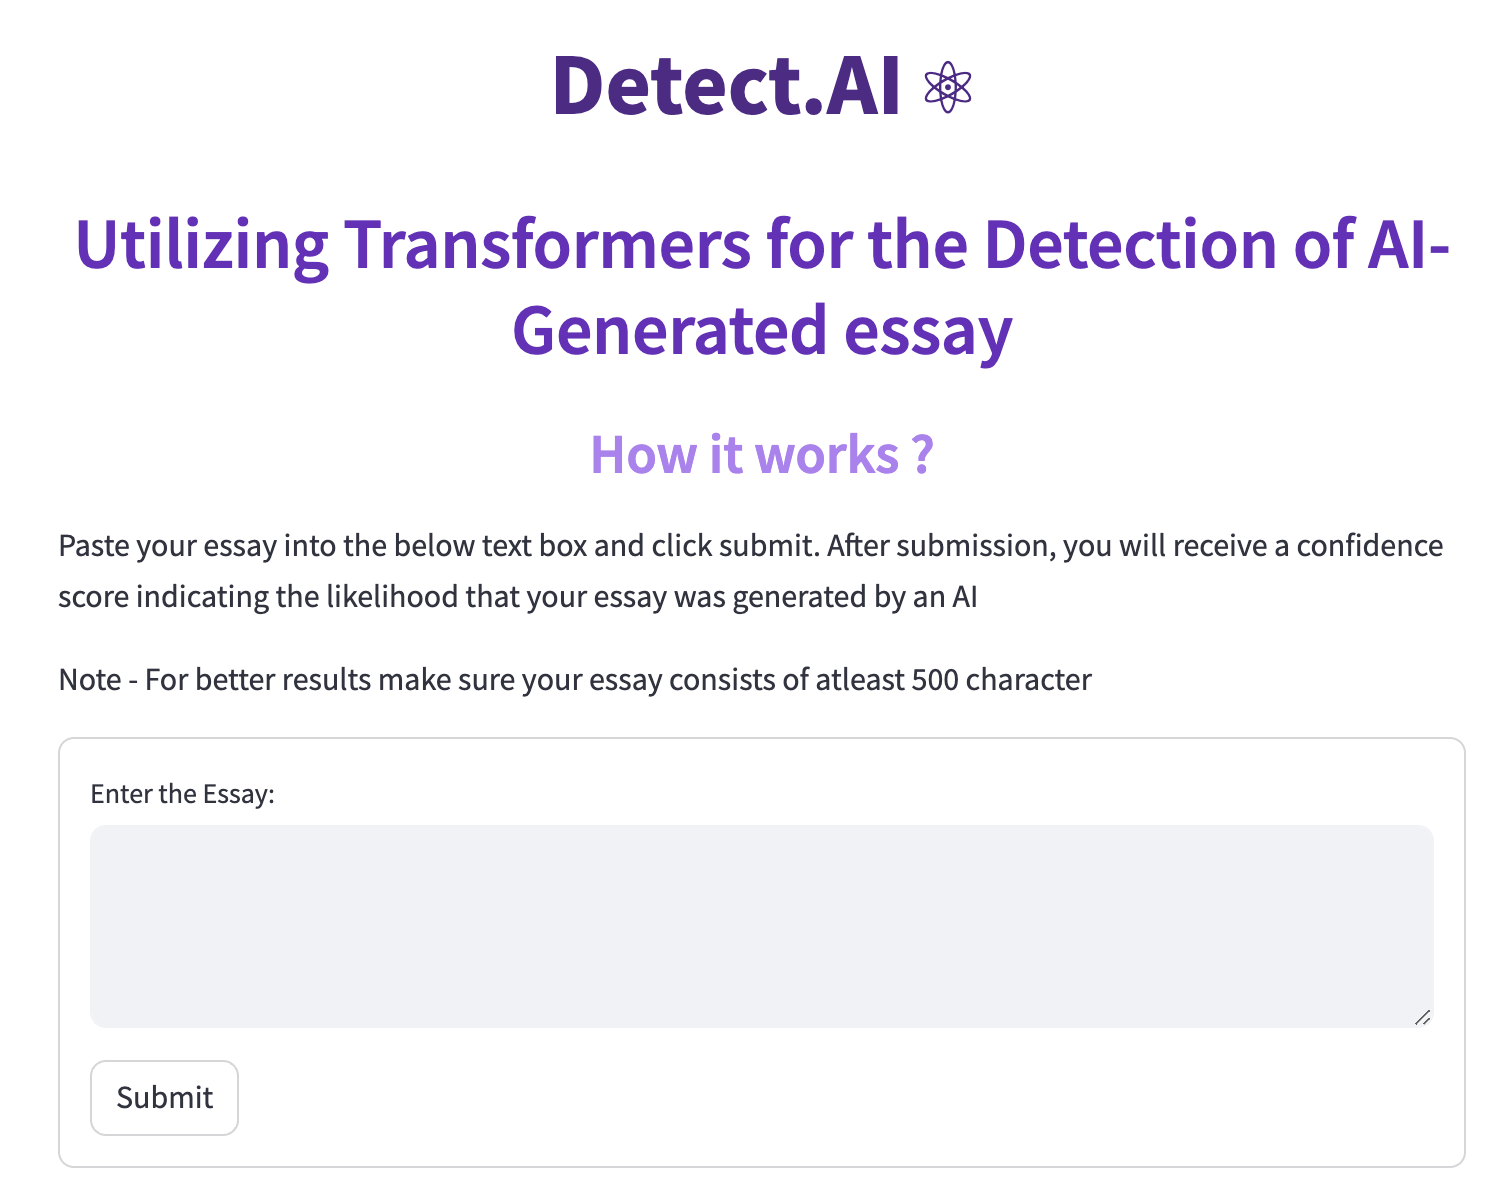 Detect.AI
Utilizing Transformers for the Detection of AI-
Generated essay
How it works ?
Paste your essay into the below text box and click submit. After submission, you will receive a confidence
score indicating the likelihood that your essay was generated by an AI
Note - For better results make sure your essay consists of atleast 500 character
Enter the Essay:
Submit